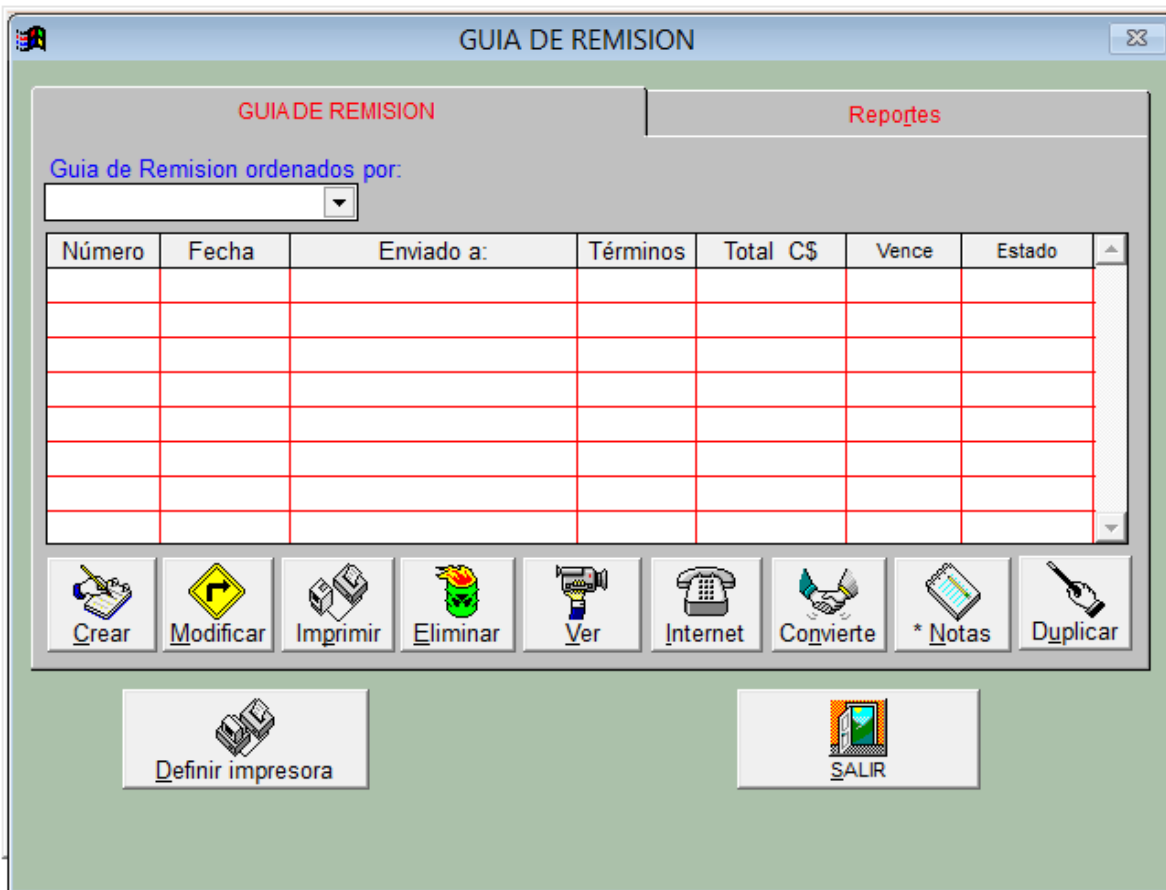 GUIA DE REMISION
GUIA DE REMISION
Reportes
Guia de Remision ordenados por:
Número Fecha Enviado a: Términos Total C$ Vence Estado
Crear Modificar Imprimir Eliminar Ver Internet Convierte * Notas Duplicar
Definir impresora SALIR